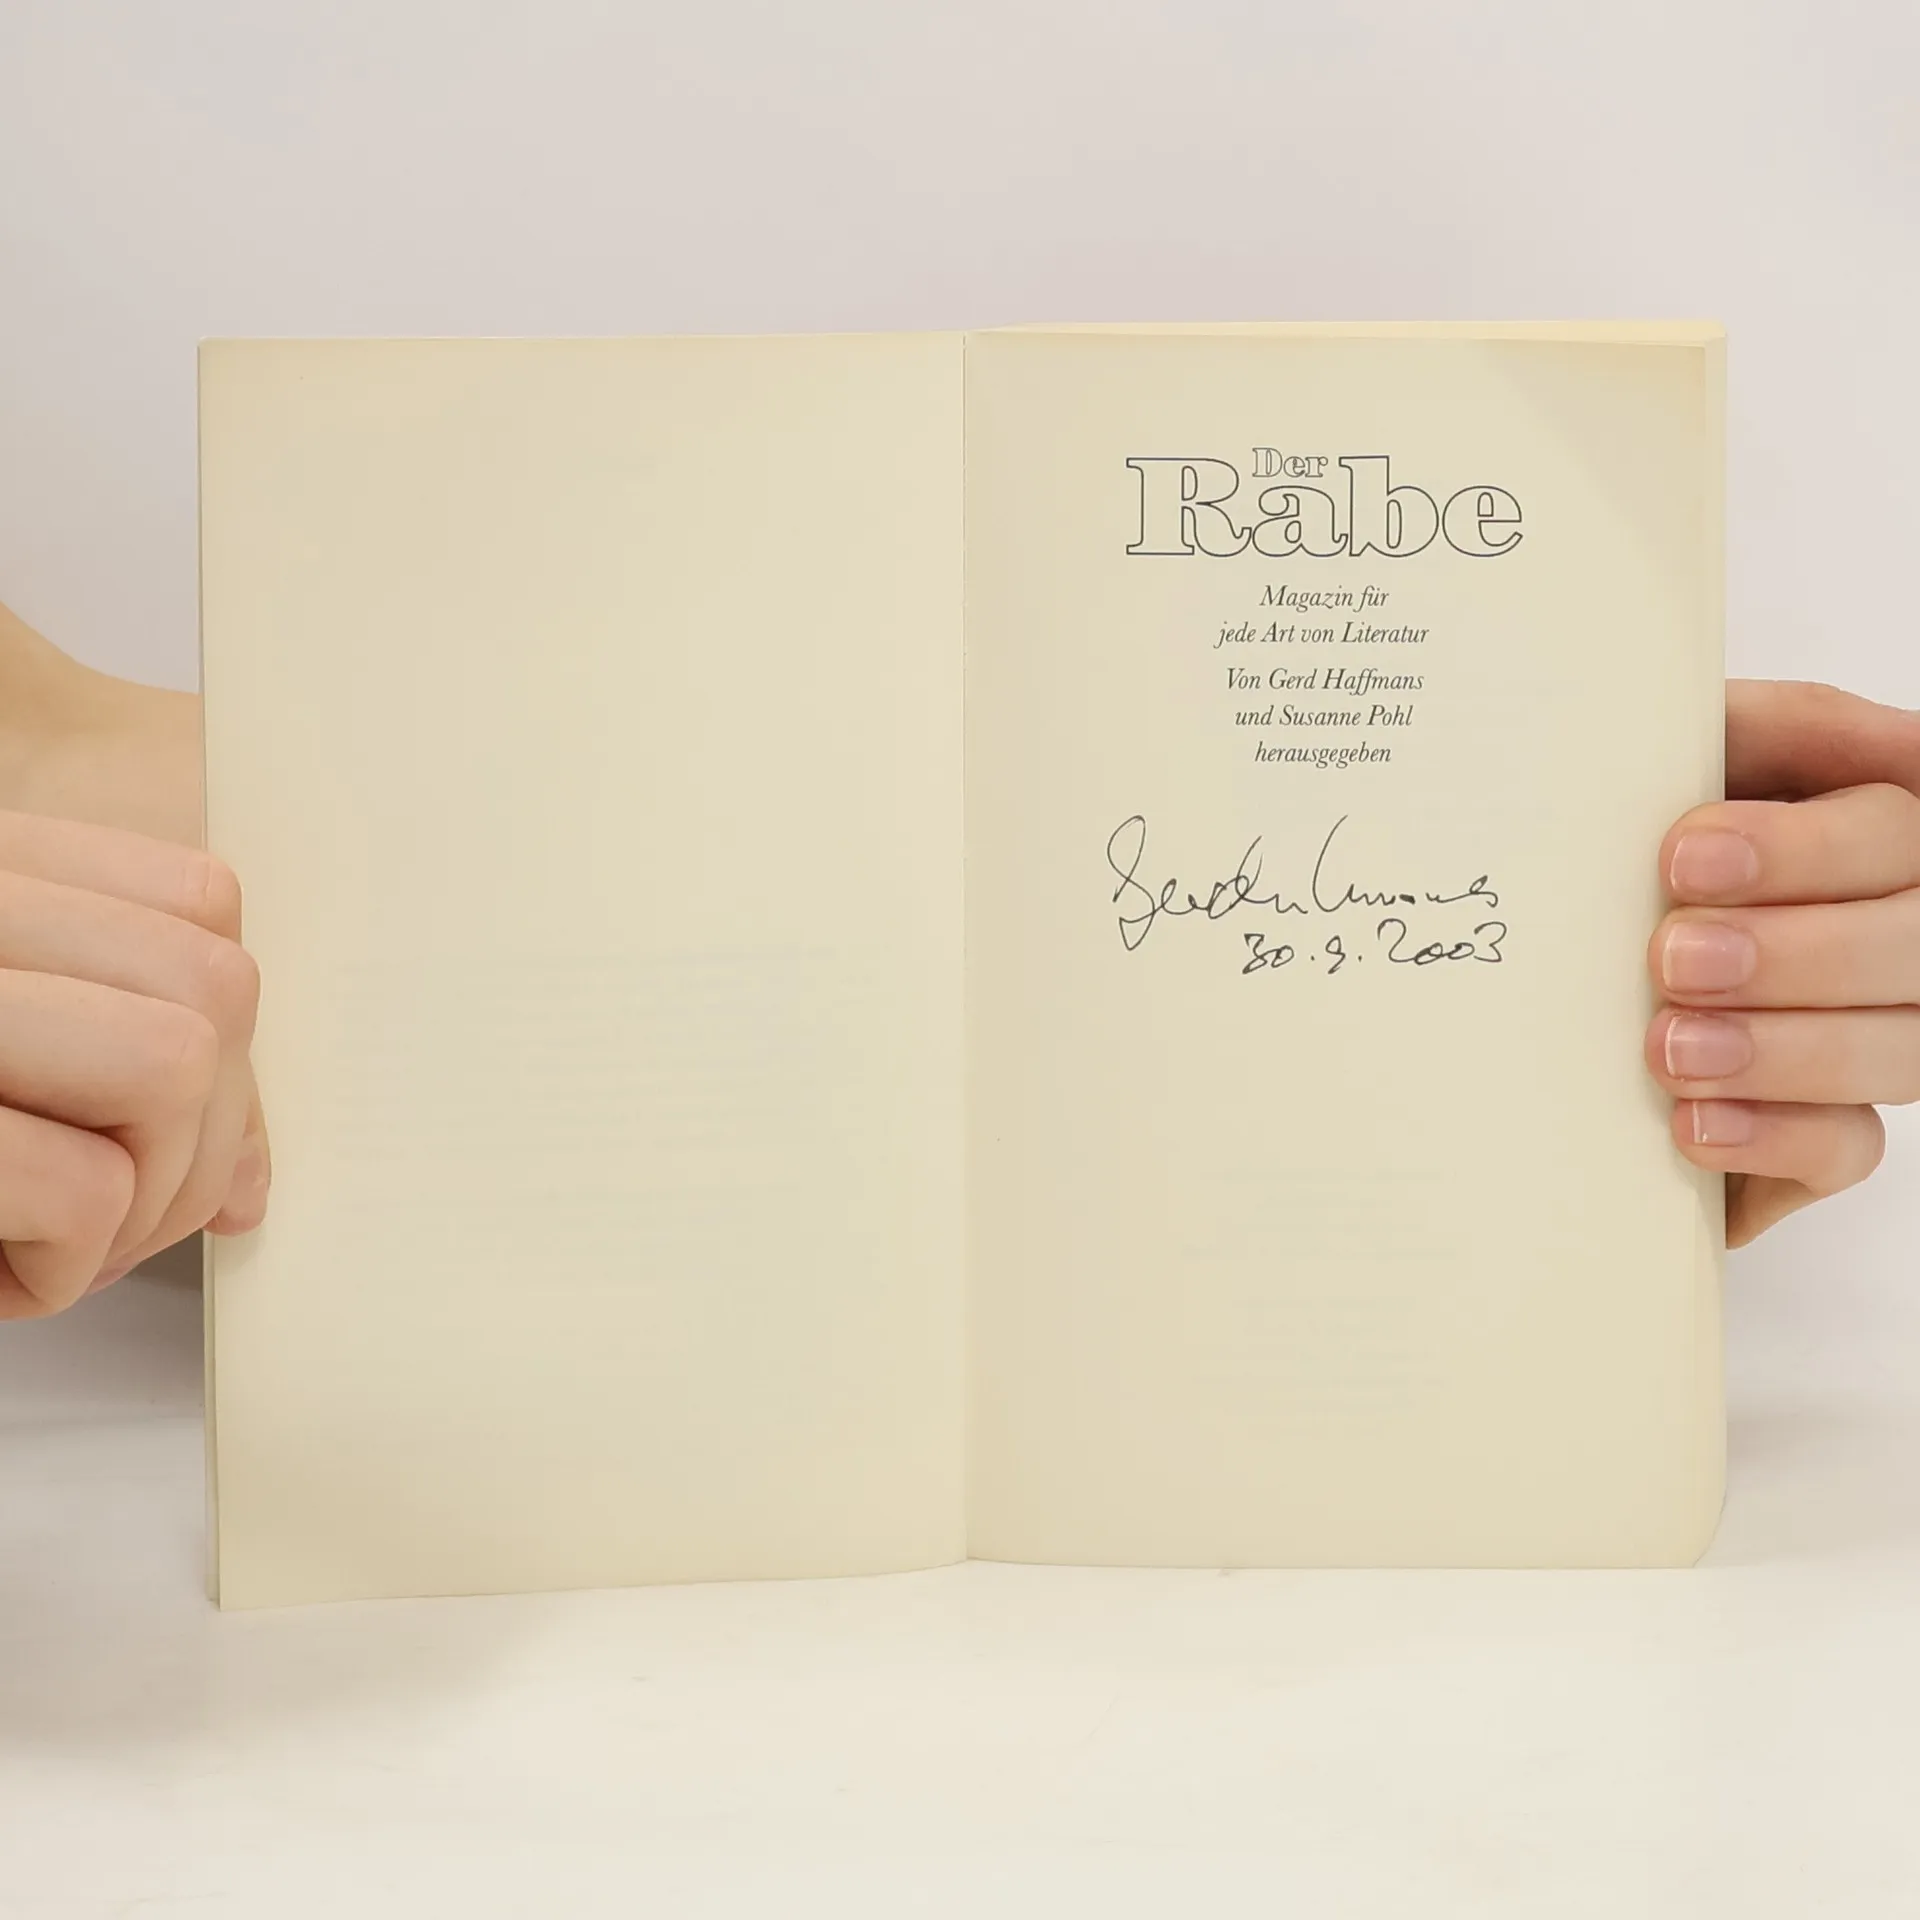 Der
Rabe
Magazin für
jede Art von Literatur
Von Gerd Haffmans
und Susanne Pohl
herausgegeben
30.9.2003